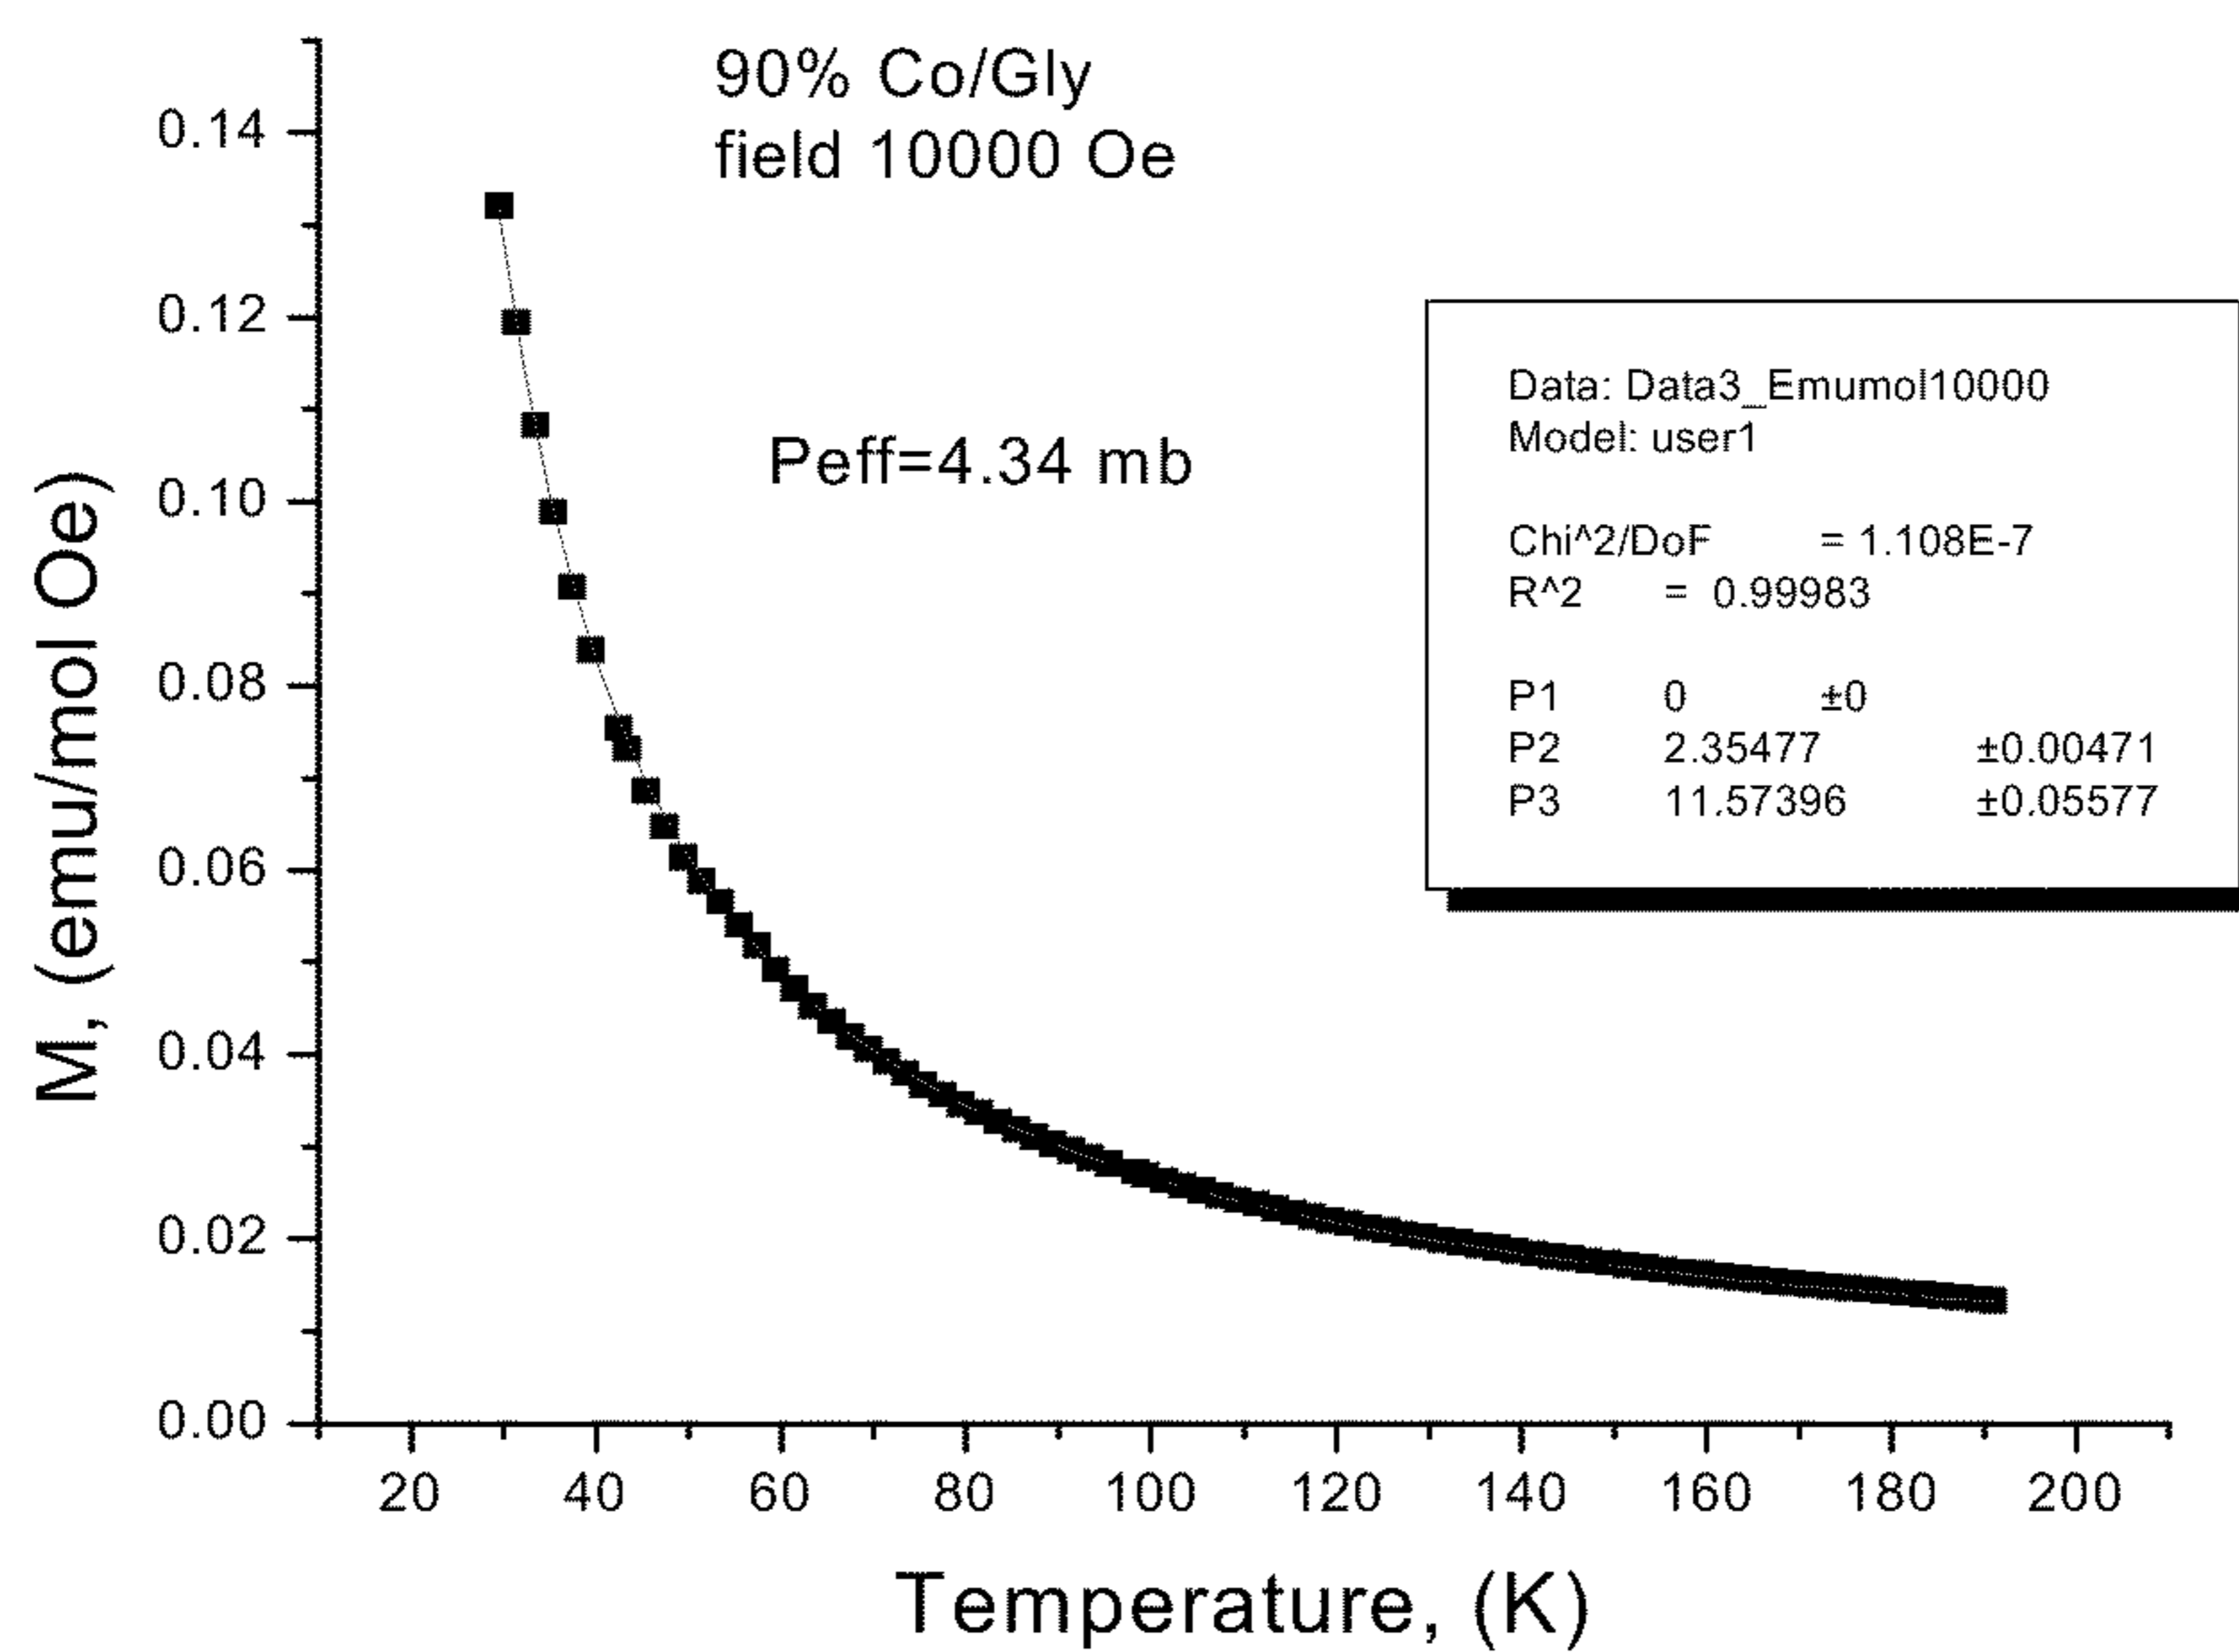 90% Co/Gly
field 10000 Oe
Peff=4.34 mb
Data: Data3_Emumol10000
Model: user1
Chi^2/DoF = 1.108E-7
R^2 = 0.99983
P1 0 ±0
P2 2.35477 ±0.00471
P3 11.57396 ±0.05577
M, (emu/mol Oe)
0.14
0.12
0.10
0.08
0.06
0.04
0.02
0.00
20 40 60 80 100 120 140 160 180 200
Temperature, (K)